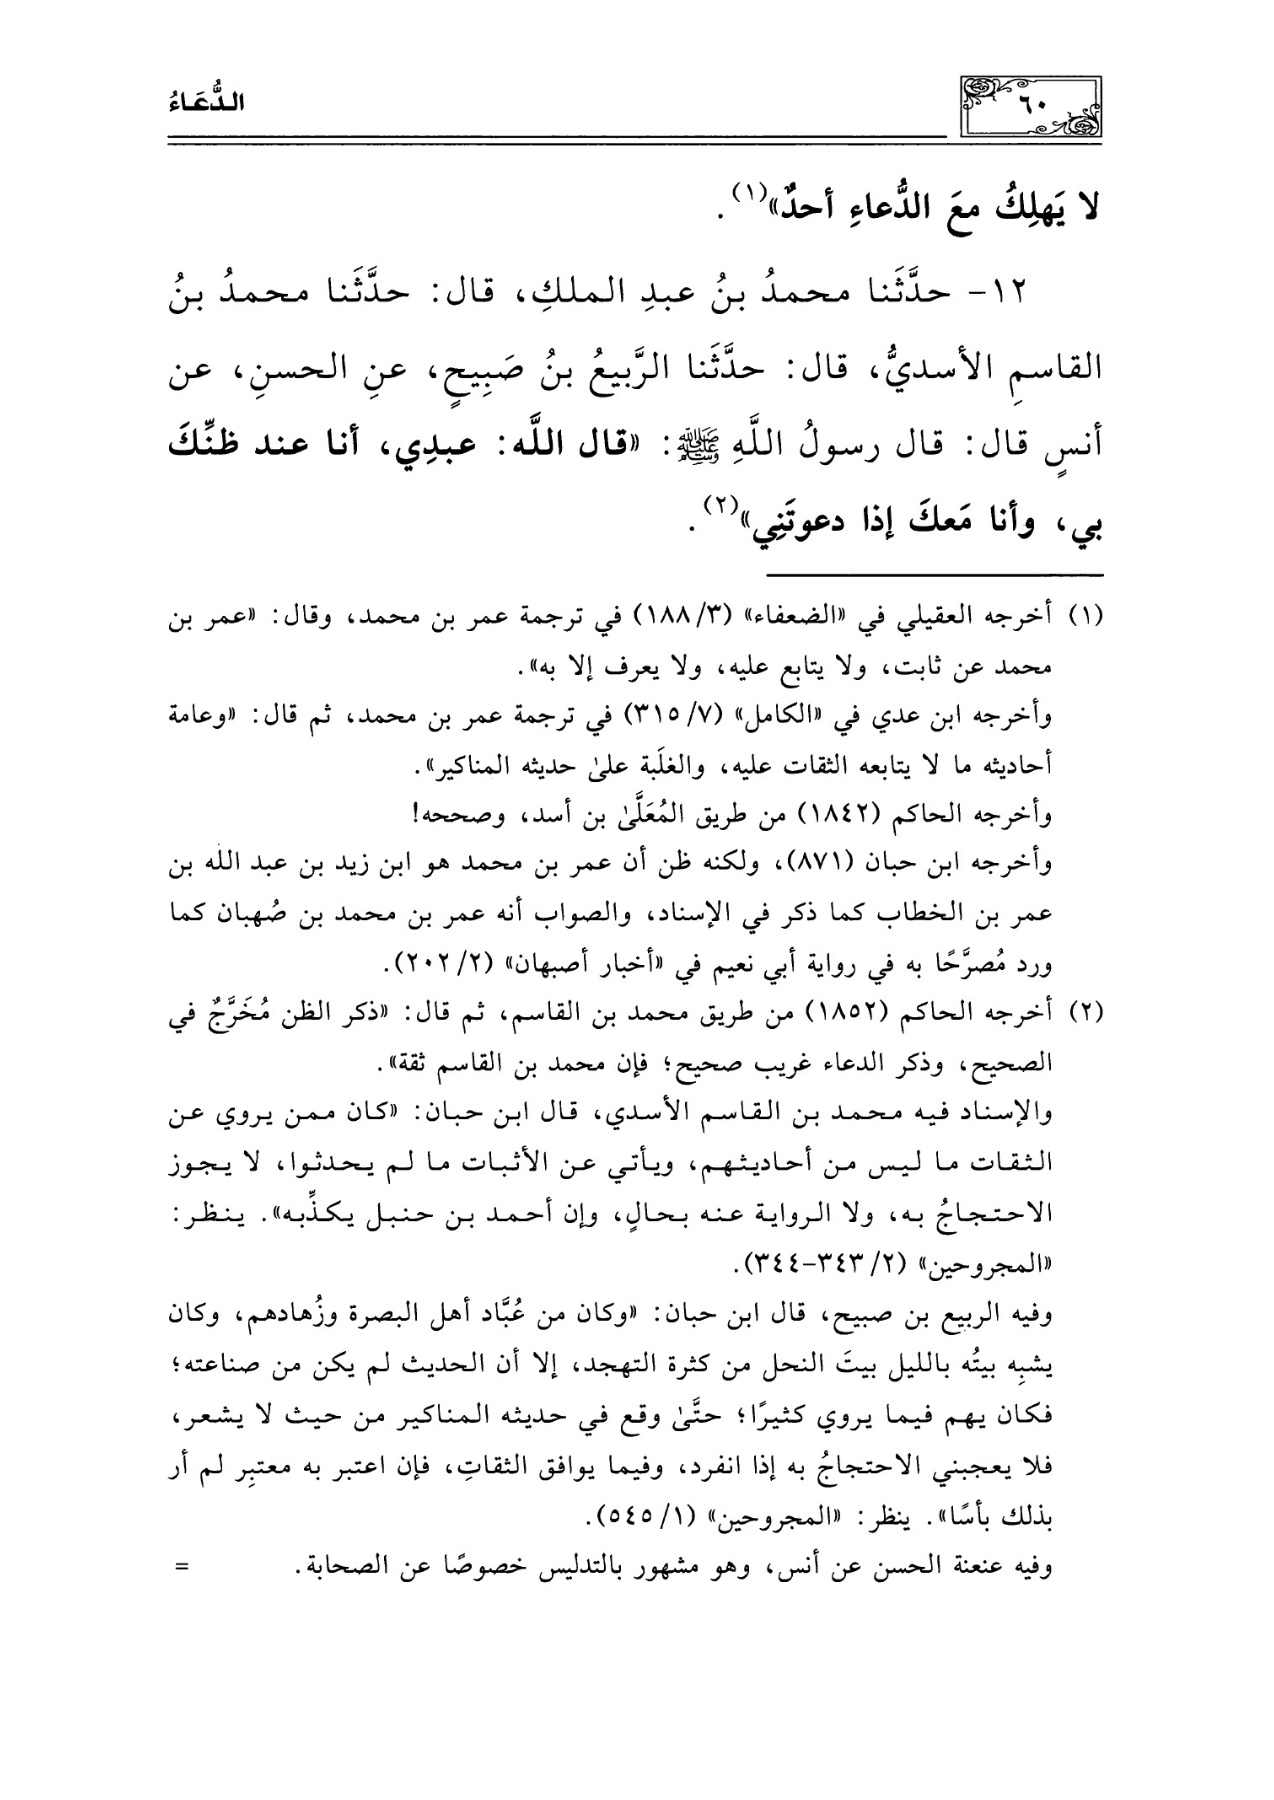 ٦٠
الدُّعَاءُ
لا يَهلِكُ معَ الدُّعاءِ أحدٌ»(١).
١٢- حدَّثَنا محمدُ بنُ عبدِ الملكِ، قال: حدَّثَنا محمدُ بنُ
القاسمِ الأسديُّ، قال: حدَّثَنا الرَّبيعُ بنُ صَبِيحٍ، عنِ الحسنِ، عن
أنسٍ قال: قال رسولُ اللَّهِ ﷺ: «قال اللَّه: عبدِي، أنا عند ظنِّكَ
بي، وأنا مَعكَ إذا دعوتَنِي»(٢).
(١) أخرجه العقيلي في «الضعفاء» (٣/ ١٨٨) في ترجمة عمر بن محمد، وقال: «عمر بن
محمد عن ثابت، ولا يتابع عليه، ولا يعرف إلا به».
وأخرجه ابن عدي في «الكامل» (٧/ ٣١٥) في ترجمة عمر بن محمد، ثم قال: «وعامة
أحاديثه ما لا يتابعه الثقات عليه، والغلَبة علىٰ حديثه المناكير».
وأخرجه الحاكم (١٨٤٢) من طريق المُعَلَّىٰ بن أسد، وصححه!
وأخرجه ابن حبان (٨٧١)، ولكنه ظن أن عمر بن محمد هو ابن زيد بن عبد الله بن
عمر بن الخطاب كما ذكر في الإسناد، والصواب أنه عمر بن محمد بن صُهبان كما
ورد مُصرَّحًا به في رواية أبي نعيم في «أخبار أصبهان» (٢/ ٢٠٢).
(٢) أخرجه الحاكم (١٨٥٢) من طريق محمد بن القاسم، ثم قال: «ذكر الظن مُخَرَّجٌ في
الصحيح، وذكر الدعاء غريب صحيح؛ فإن محمد بن القاسم ثقة».
والإسناد فيه محمد بن القاسم الأسدي، قال ابن حبان: «كان ممن يروي عن
الثقات ما ليس من أحاديثهم، ويأتي عن الأثبات ما لم يحدثوا، لا يجوز
الاحتجاجُ به، ولا الرواية عنه بحالٍ، وإن أحمد بن حنبل يكذِّبه». ينظر:
«المجروحين» (٢/ ٣٤٣-٣٤٤).
وفيه الربيع بن صبيح، قال ابن حبان: «وكان من عُبَّاد أهل البصرة وزُهادهم، وكان
يشبِه بيتُه بالليل بيتَ النحل من كثرة التهجد، إلا أن الحديث لم يكن من صناعته؛
فكان يهم فيما يروي كثيرًا؛ حتَّىٰ وقع في حديثه المناكير من حيث لا يشعر،
فلا يعجبني الاحتجاجُ به إذا انفرد، وفيما يوافق الثقاتِ، فإن اعتبر به معتبِر لم أر
بذلك بأسًا». ينظر: «المجروحين» (١/ ٥٤٥).
وفيه عنعنة الحسن عن أنس، وهو مشهور بالتدليس خصوصًا عن الصحابة. =